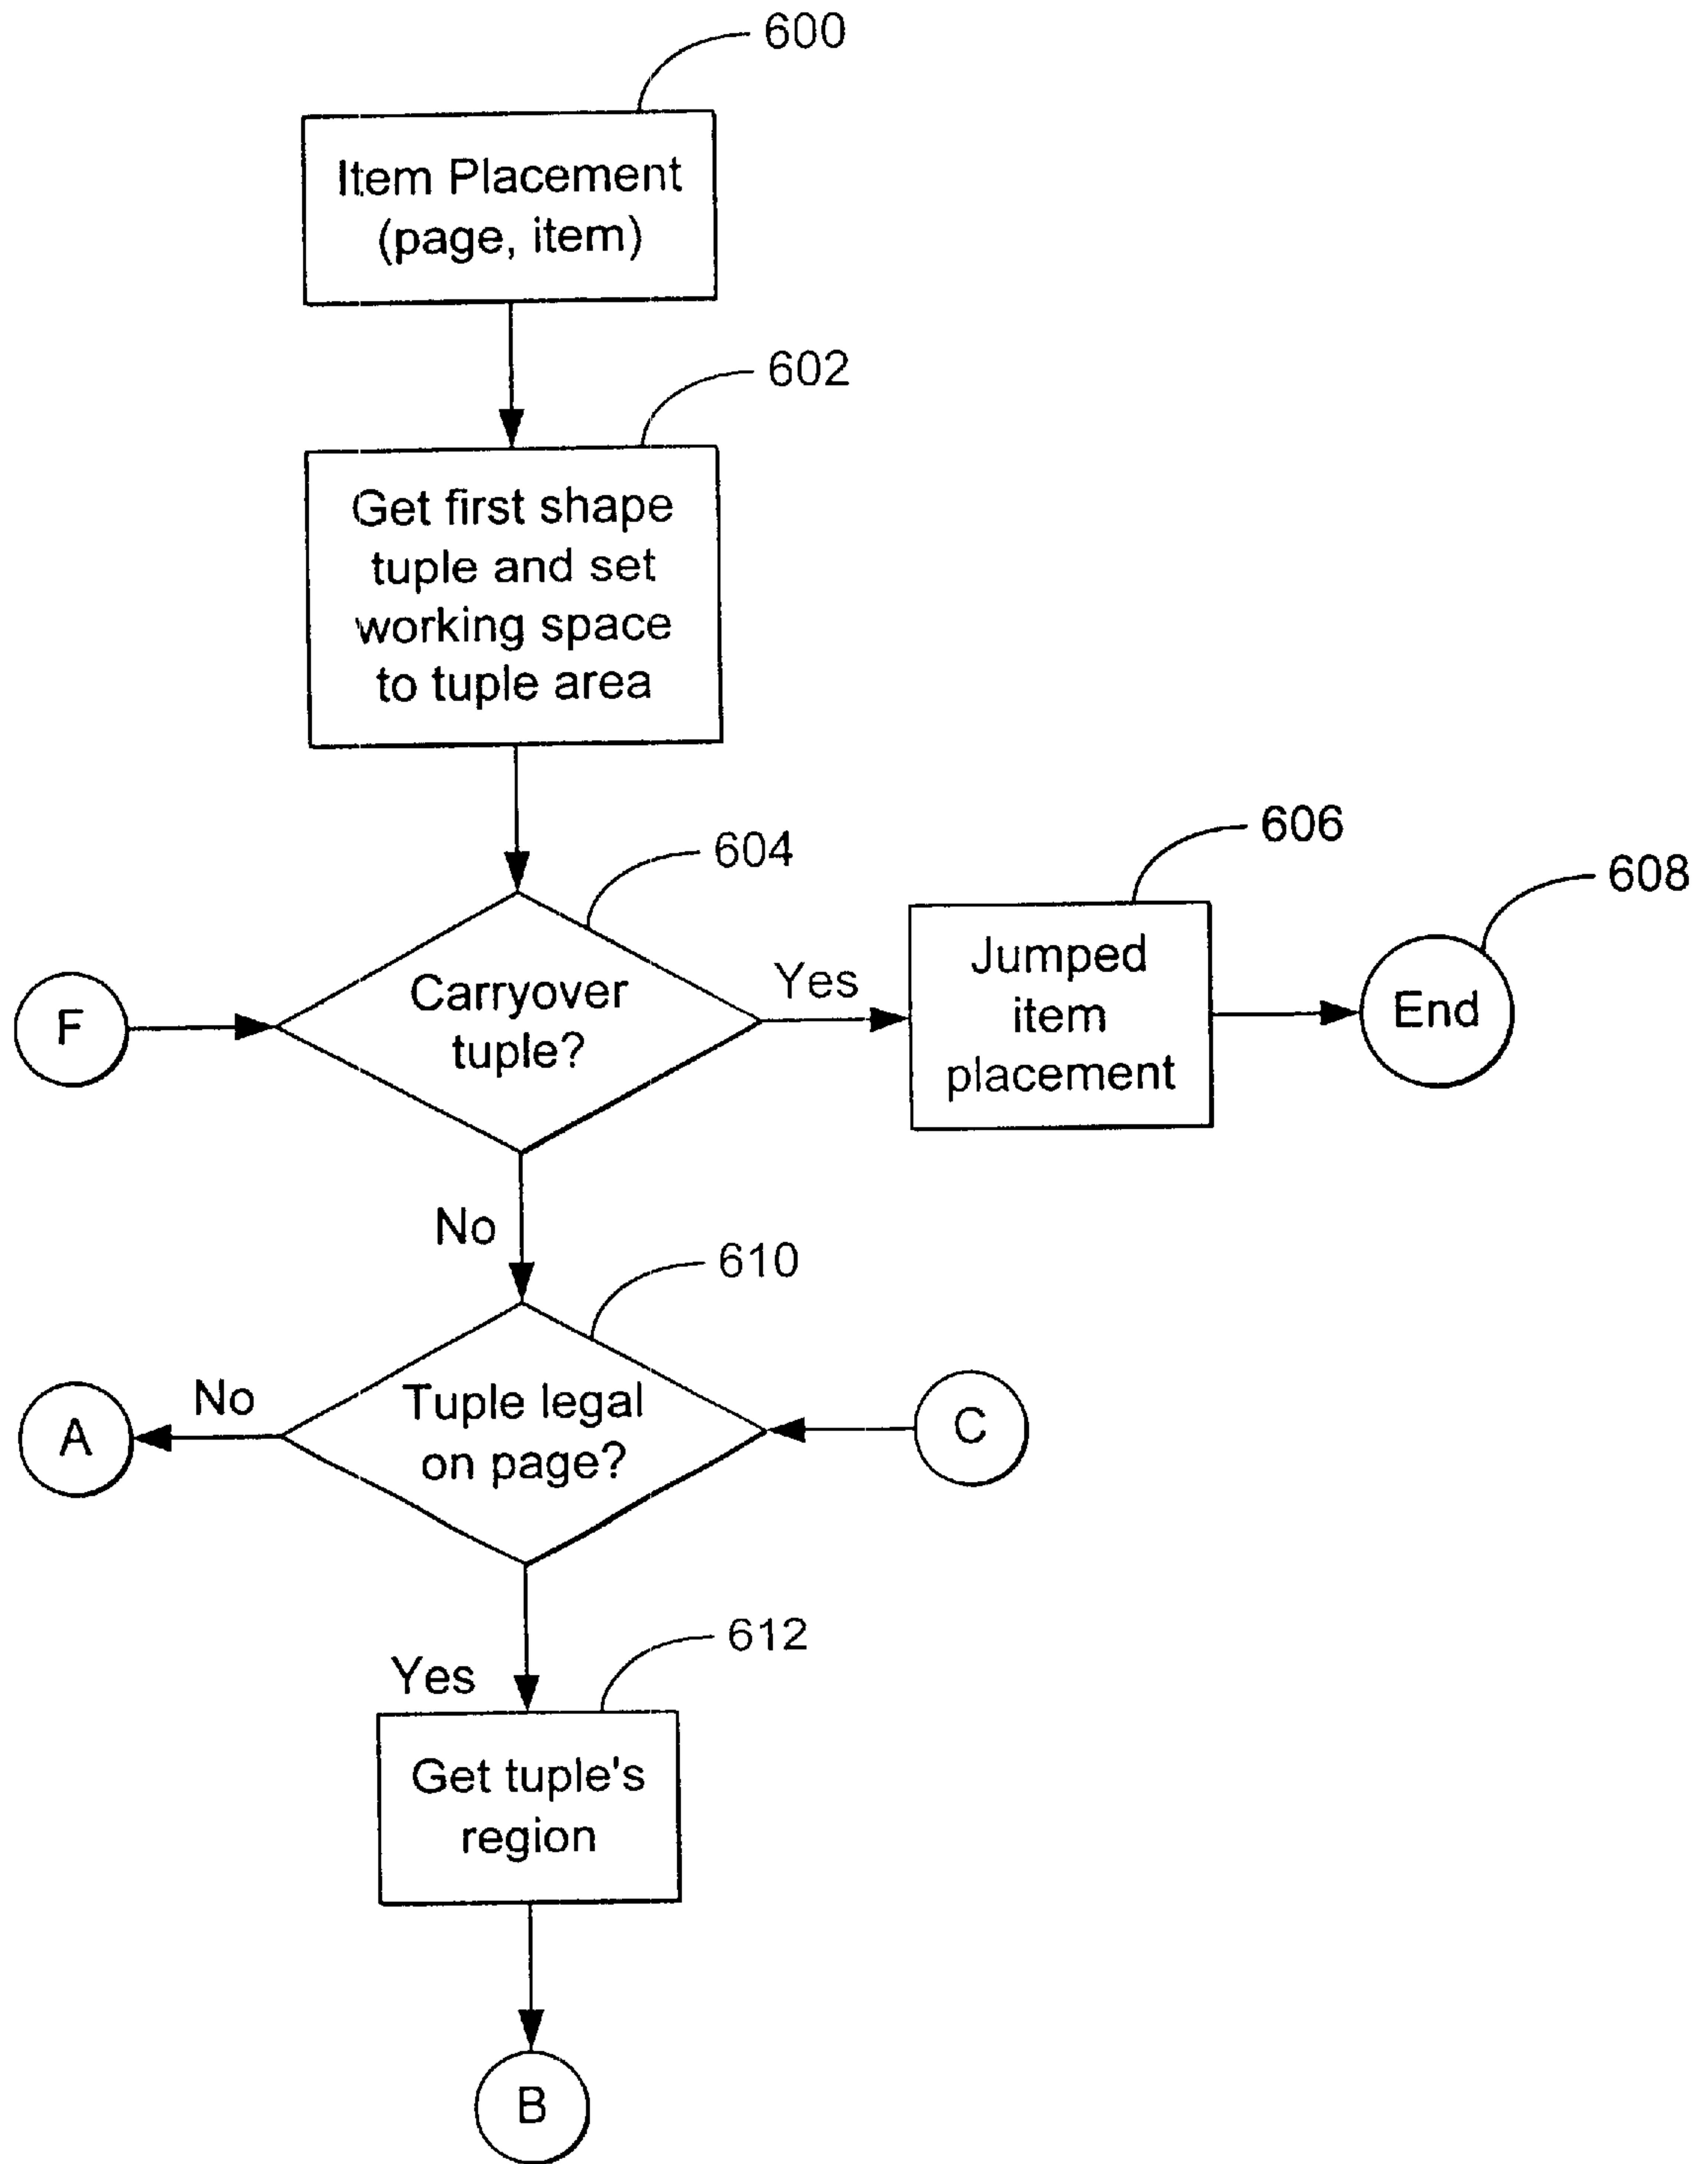 600
Item Placement
(page, item)
602
Get first shape
tuple and set
working space
to tuple area
604
606
608
F
Carryover
tuple?
Yes
Jumped
item
placement
End
No
610
A
No
Tuple legal
on page?
C
612
Yes
Get tuple's
region
B